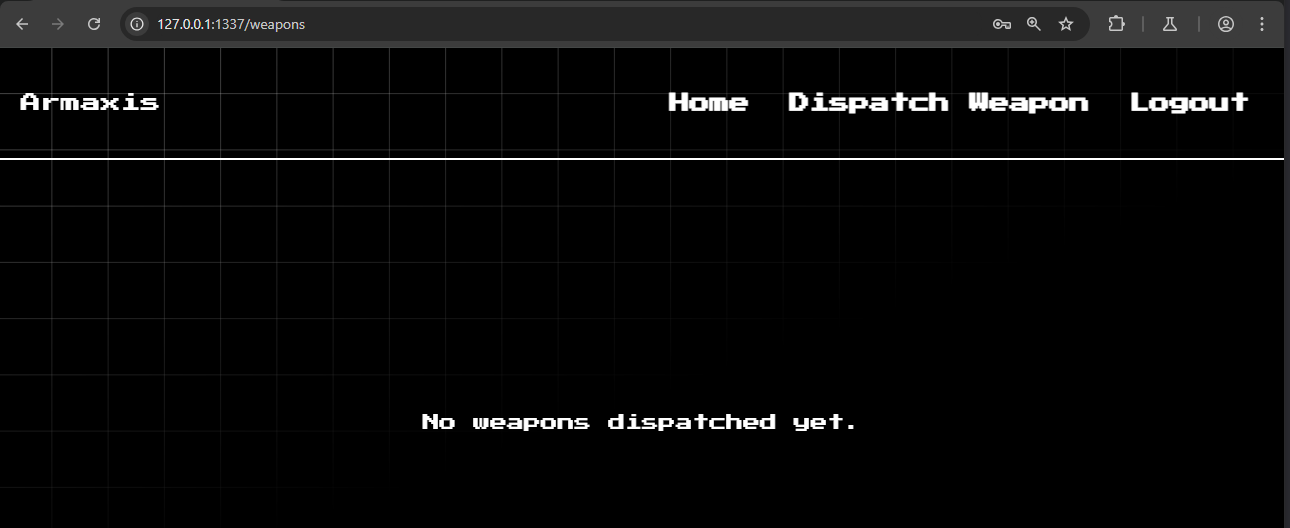 127.0.0.1:1337/weapons
Armaxis Home Dispatch Weapon Logout
No weapons dispatched yet.